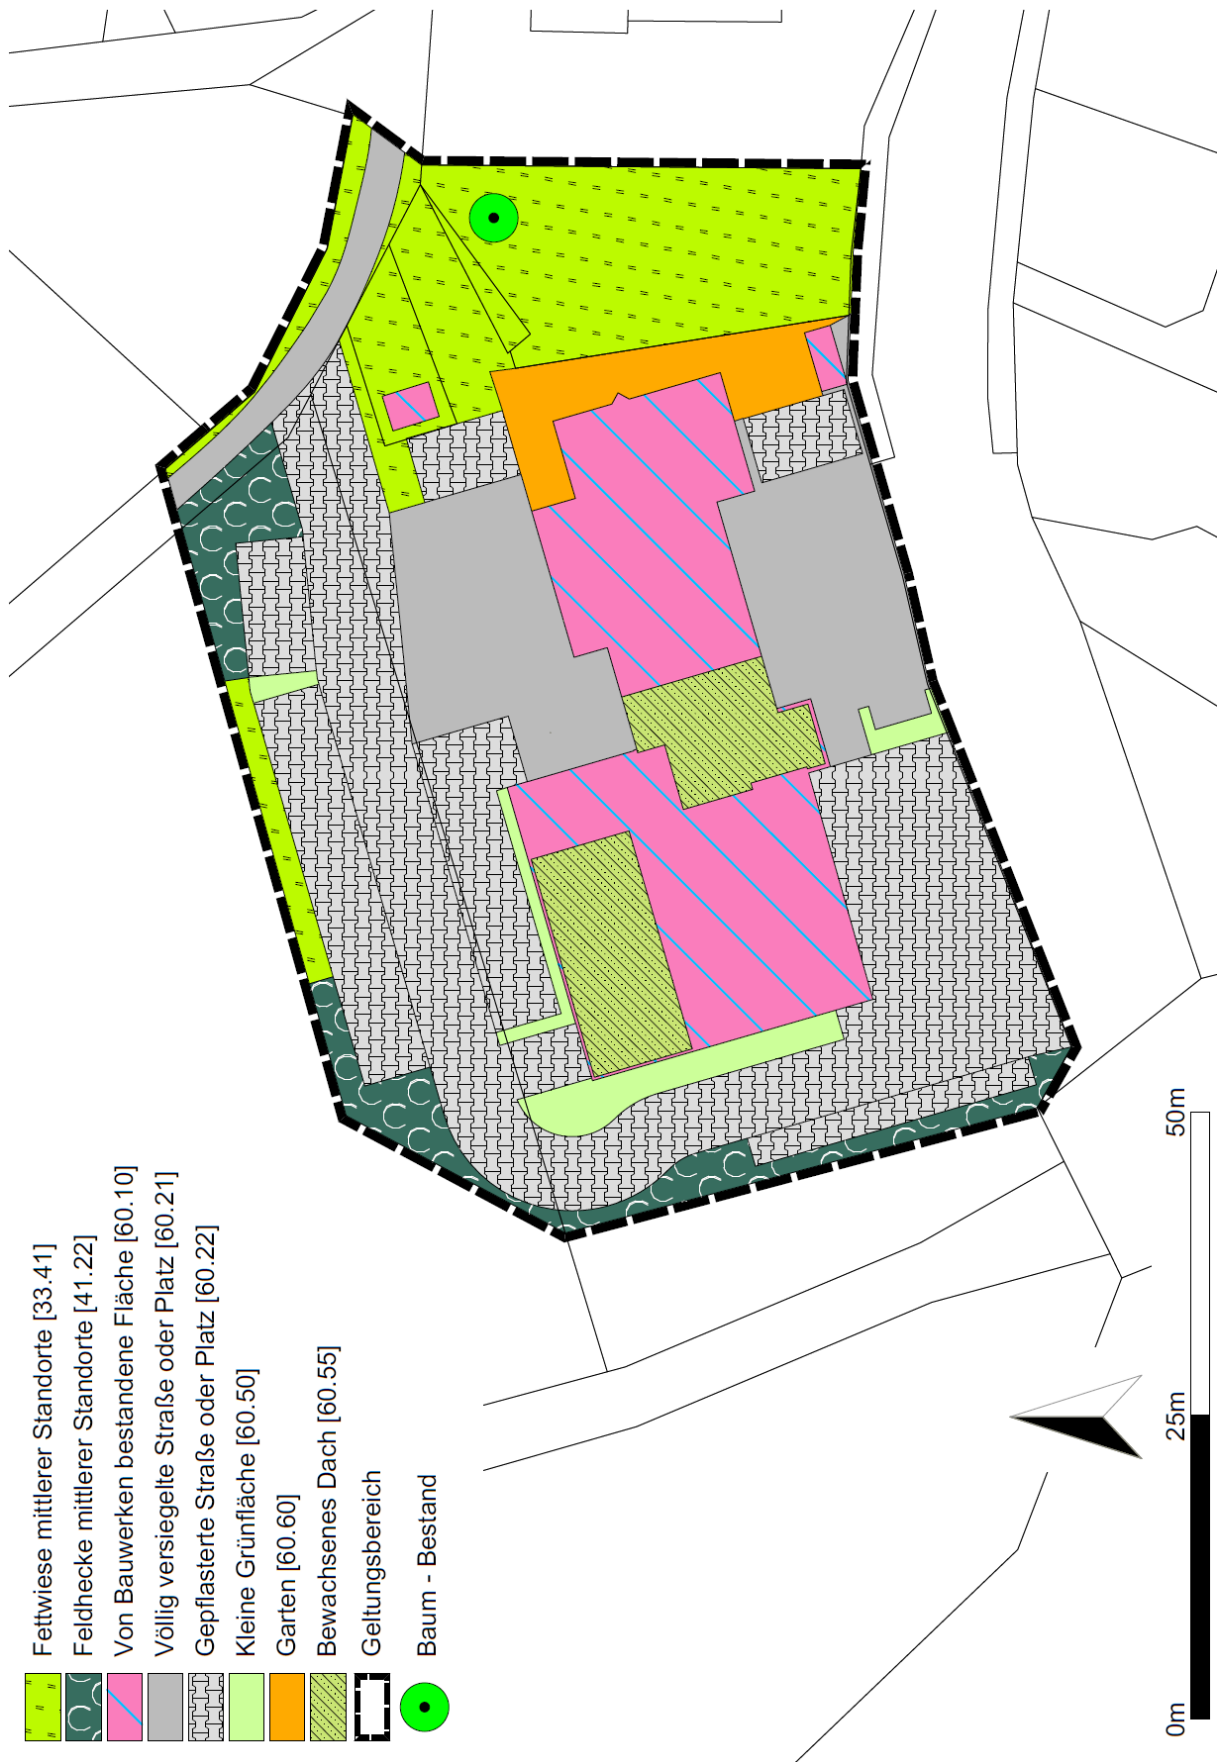 Fettwiese mittlerer Standorte [33.41]
Feldhecke mittlerer Standorte [41.22]
Von Bauwerken bestandene Fläche [60.10]
Völlig versiegelte Straße oder Platz [60.21]
Gepflasterte Straße oder Platz [60.22]
Kleine Grünfläche [60.50]
Garten [60.60]
Bewachsenes Dach [60.55]
Geltungsbereich
Baum - Bestand
0m 25m 50m